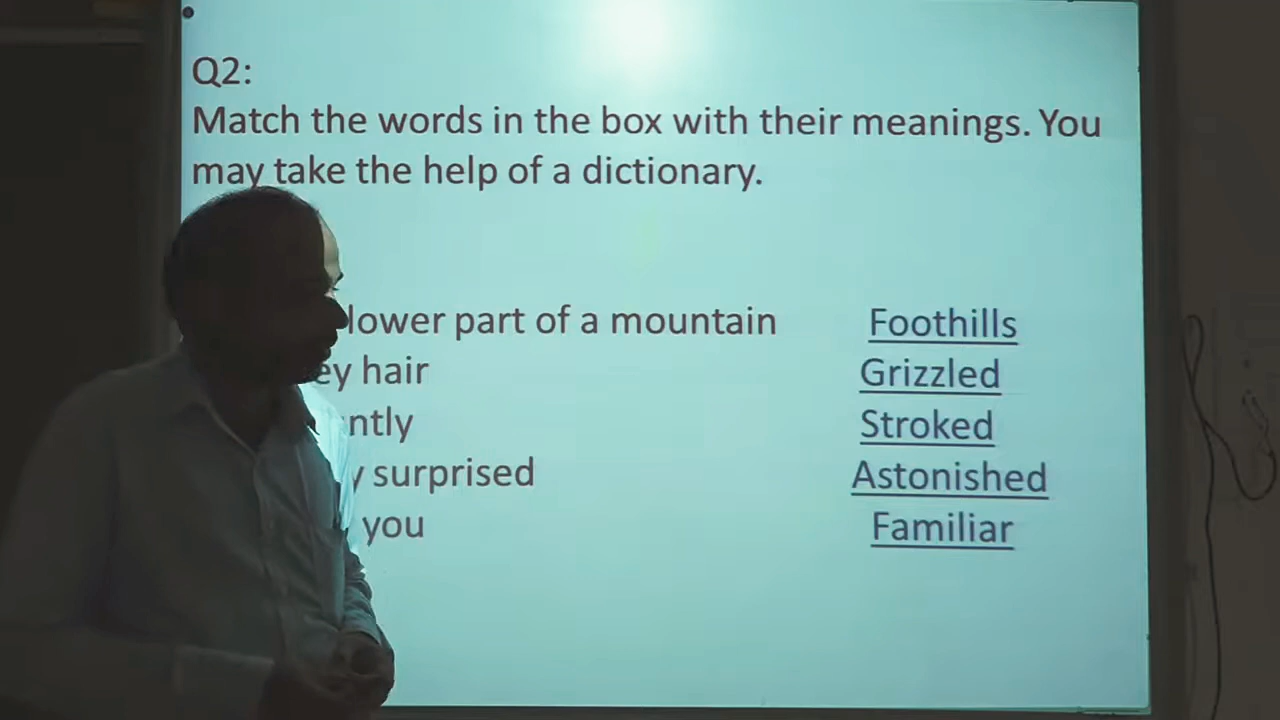 Q2:
Match the words in the box with their meanings. You
may take the help of a dictionary.
lower part of a mountain Foothills
hair Grizzled
Stroked
surprised Astonished
you Familiar